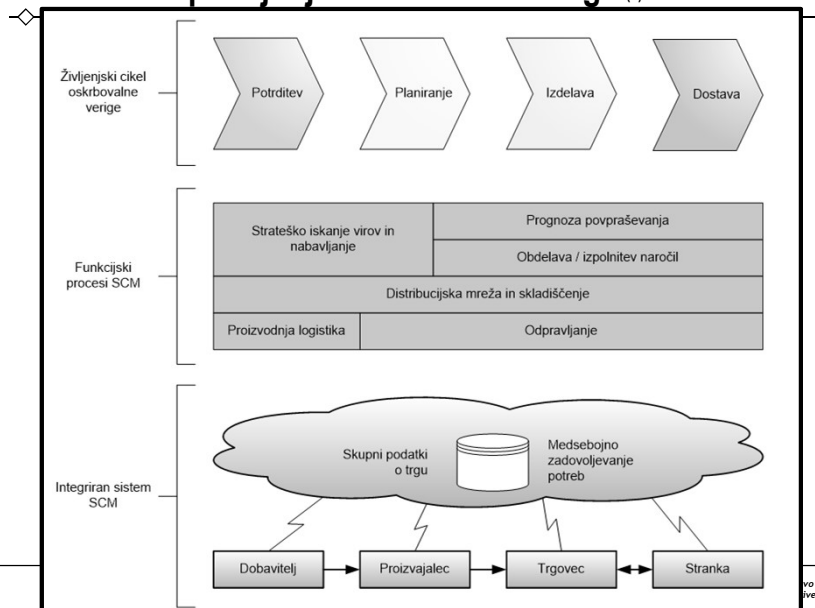 Življenjski cikel
oskrbovalne
verige
Potrditev
Planiranje
Izdelava
Dostava
Funkcijski
procesi SCM
Strateško iskanje virov in
nabavljanje
Prognoza povpraševanja
Obdelava / izpolnitev naročil
Distribucijska mreža in skladiščenje
Proizvodnja logistika
Odpravljanje
Integriran sistem
SCM
Skupni podatki
o trgu
Medsebojno
zadovoljevanje
potreb
Dobavitelj
Proizvajalec
Trgovec
Stranka